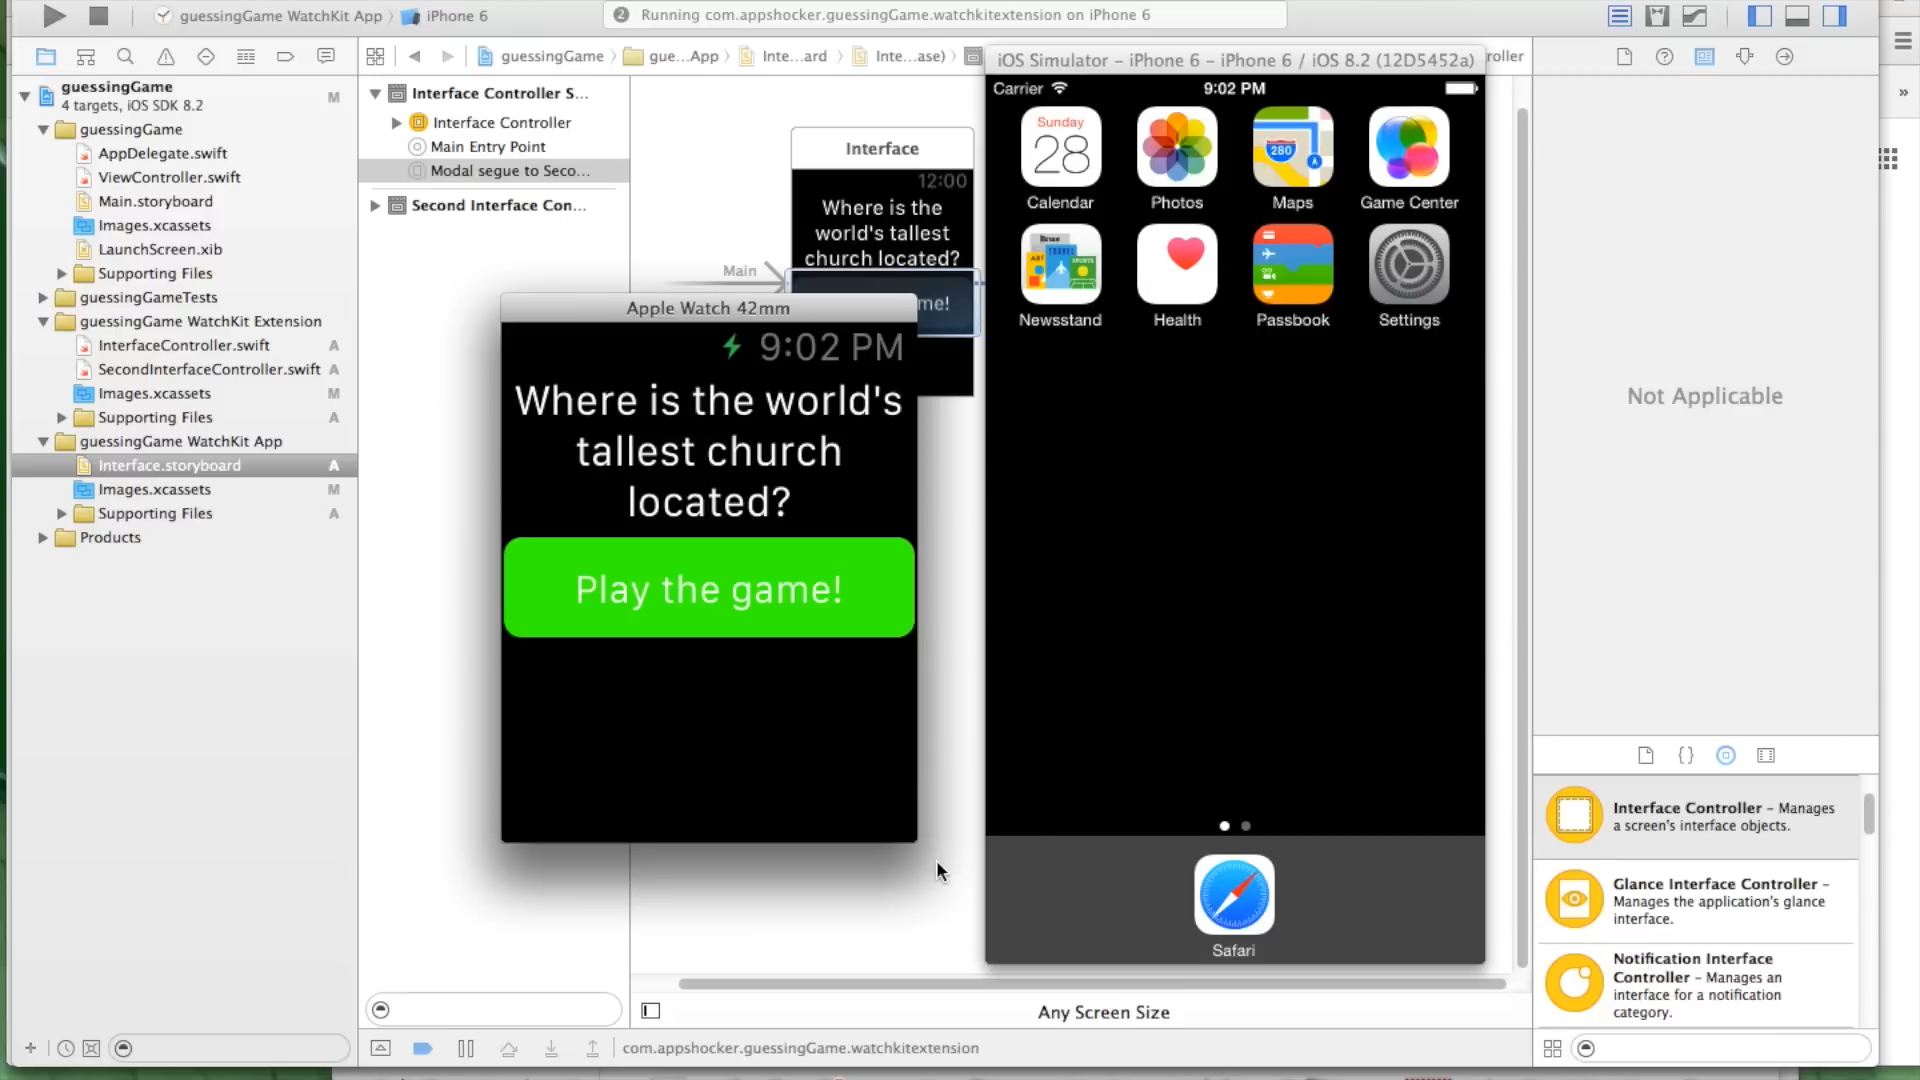 guessingGame WatchKit App
iPhone 6
2 Running com.appshocker.guessingGame.watchkitextension on iPhone 6
guessingGame
gue...App
Inte...ard
Inte...ase)
roller
guessingGame
M
4 targets, iOS SDK 8.2
guessingGame
AppDelegate.swift
ViewController.swift
Main.storyboard
Images.xcassets
LaunchScreen.xib
Supporting Files
guessingGameTests
guessingGame WatchKit Extension
InterfaceController.swift A
SecondInterfaceController.swift A
Images.xcassets M
Supporting Files A
guessingGame WatchKit App
Interface.storyboard A
Images.xcassets M
Supporting Files A
Products
Interface Controller S...
Interface Controller
Main Entry Point
Modal segue to Seco...
Second Interface Con...
Interface
12:00
Where is the
world's tallest
church located?
me!
Main
Apple Watch 42mm
9:02 PM
Where is the world's
tallest church
located?
Play the game!
iOS Simulator – iPhone 6 – iPhone 6 / iOS 8.2 (12D5452a)
Carrier
9:02 PM
Sunday
28
280
Calendar
Photos
Maps
Game Center
ART
TRAVEL
SPORTS
Newsstand
Health
Passbook
Settings
Safari
Not Applicable
Interface Controller – Manages
a screen's interface objects.
Glance Interface Controller –
Manages the application's glance
interface.
Notification Interface
Controller – Manages an
interface for a notification
category.
Any Screen Size
com.appshocker.guessingGame.watchkitextension